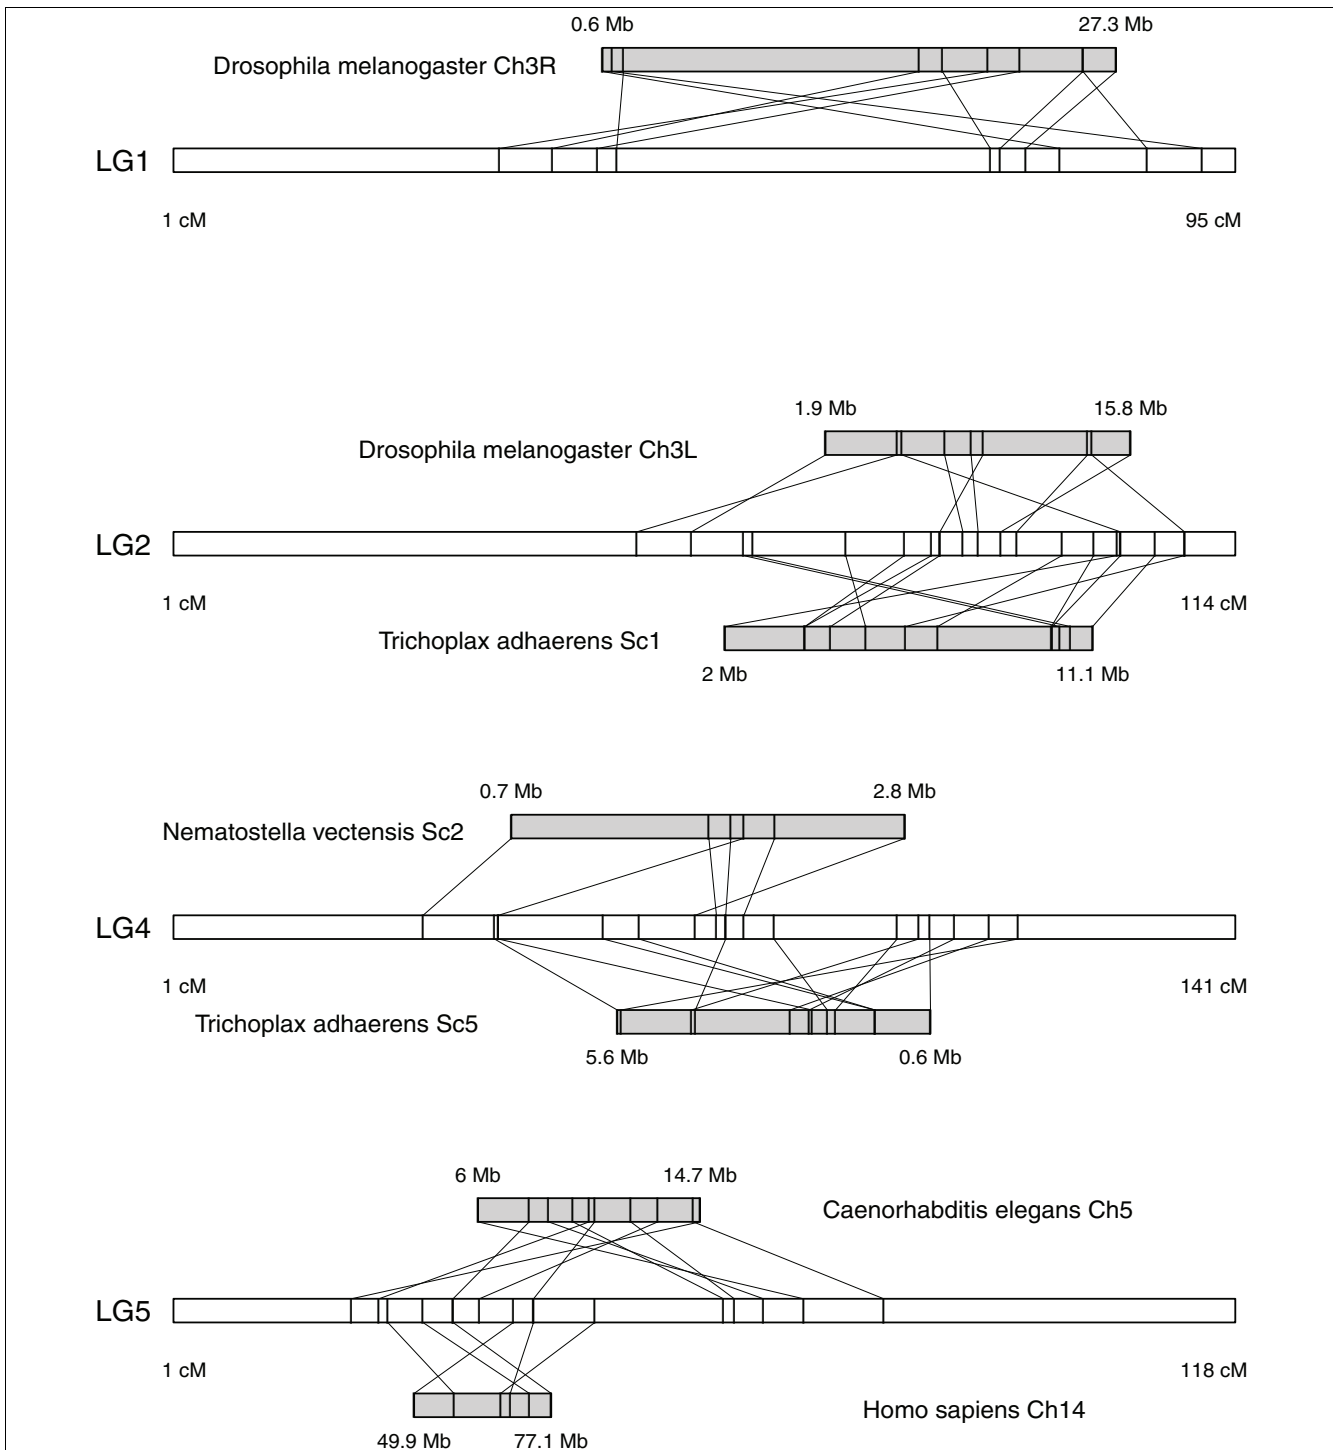 0.6 Mb 27.3 Mb
Drosophila melanogaster Ch3R
LG1
1 cM 95 cM
1.9 Mb 15.8 Mb
Drosophila melanogaster Ch3L
LG2
1 cM 114 cM
Trichoplax adhaerens Sc1
2 Mb 11.1 Mb
0.7 Mb 2.8 Mb
Nematostella vectensis Sc2
LG4
1 cM 141 cM
Trichoplax adhaerens Sc5
5.6 Mb 0.6 Mb
6 Mb 14.7 Mb
Caenorhabditis elegans Ch5
LG5
1 cM 118 cM
Homo sapiens Ch14
49.9 Mb 77.1 Mb